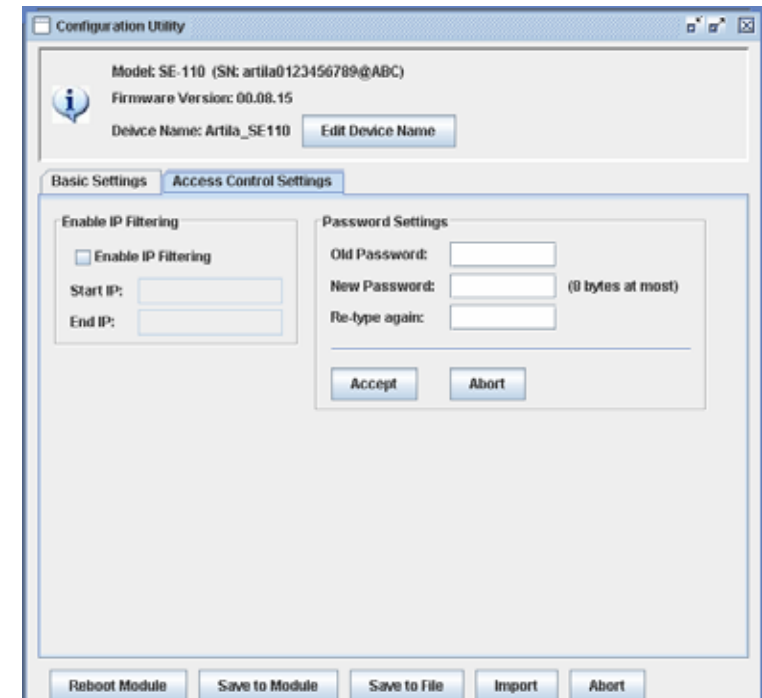 Configuration Utility
Model: SE-110 (SN: artila0123456789@ABC)
Firmware Version: 00.08.15
Deivce Name: Artila_SE110 Edit Device Name
Basic Settings Access Control Settings
Enable IP Filtering
Enable IP Filtering
Start IP:
End IP:
Password Settings
Old Password:
New Password: (8 bytes at most)
Re-type again:
Accept Abort
Reboot Module Save to Module Save to File Import Abort